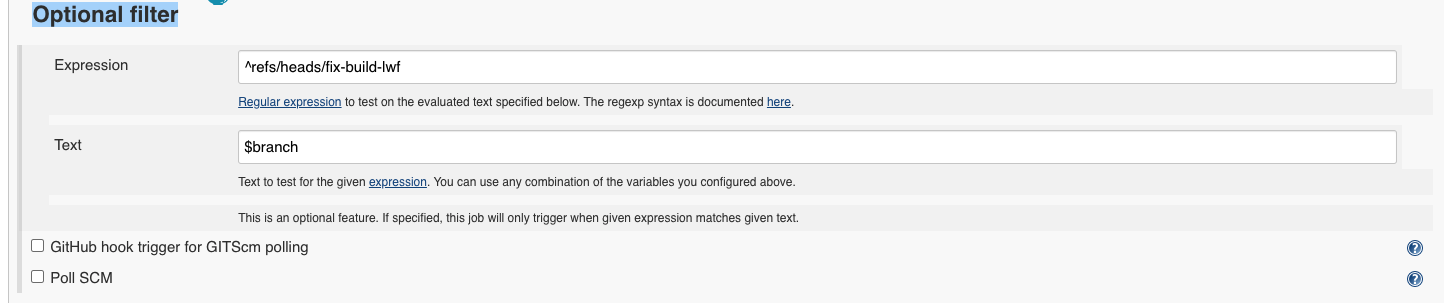 Optional filter
Expression
^refs/heads/fix-build-lwf
Regular expression to test on the evaluated text specified below. The regexp syntax is documented here.
Text
$branch
Text to test for the given expression. You can use any combination of the variables you configured above.
This is an optional feature. If specified, this job will only trigger when given expression matches given text.
GitHub hook trigger for GITScm polling
?
Poll SCM
?